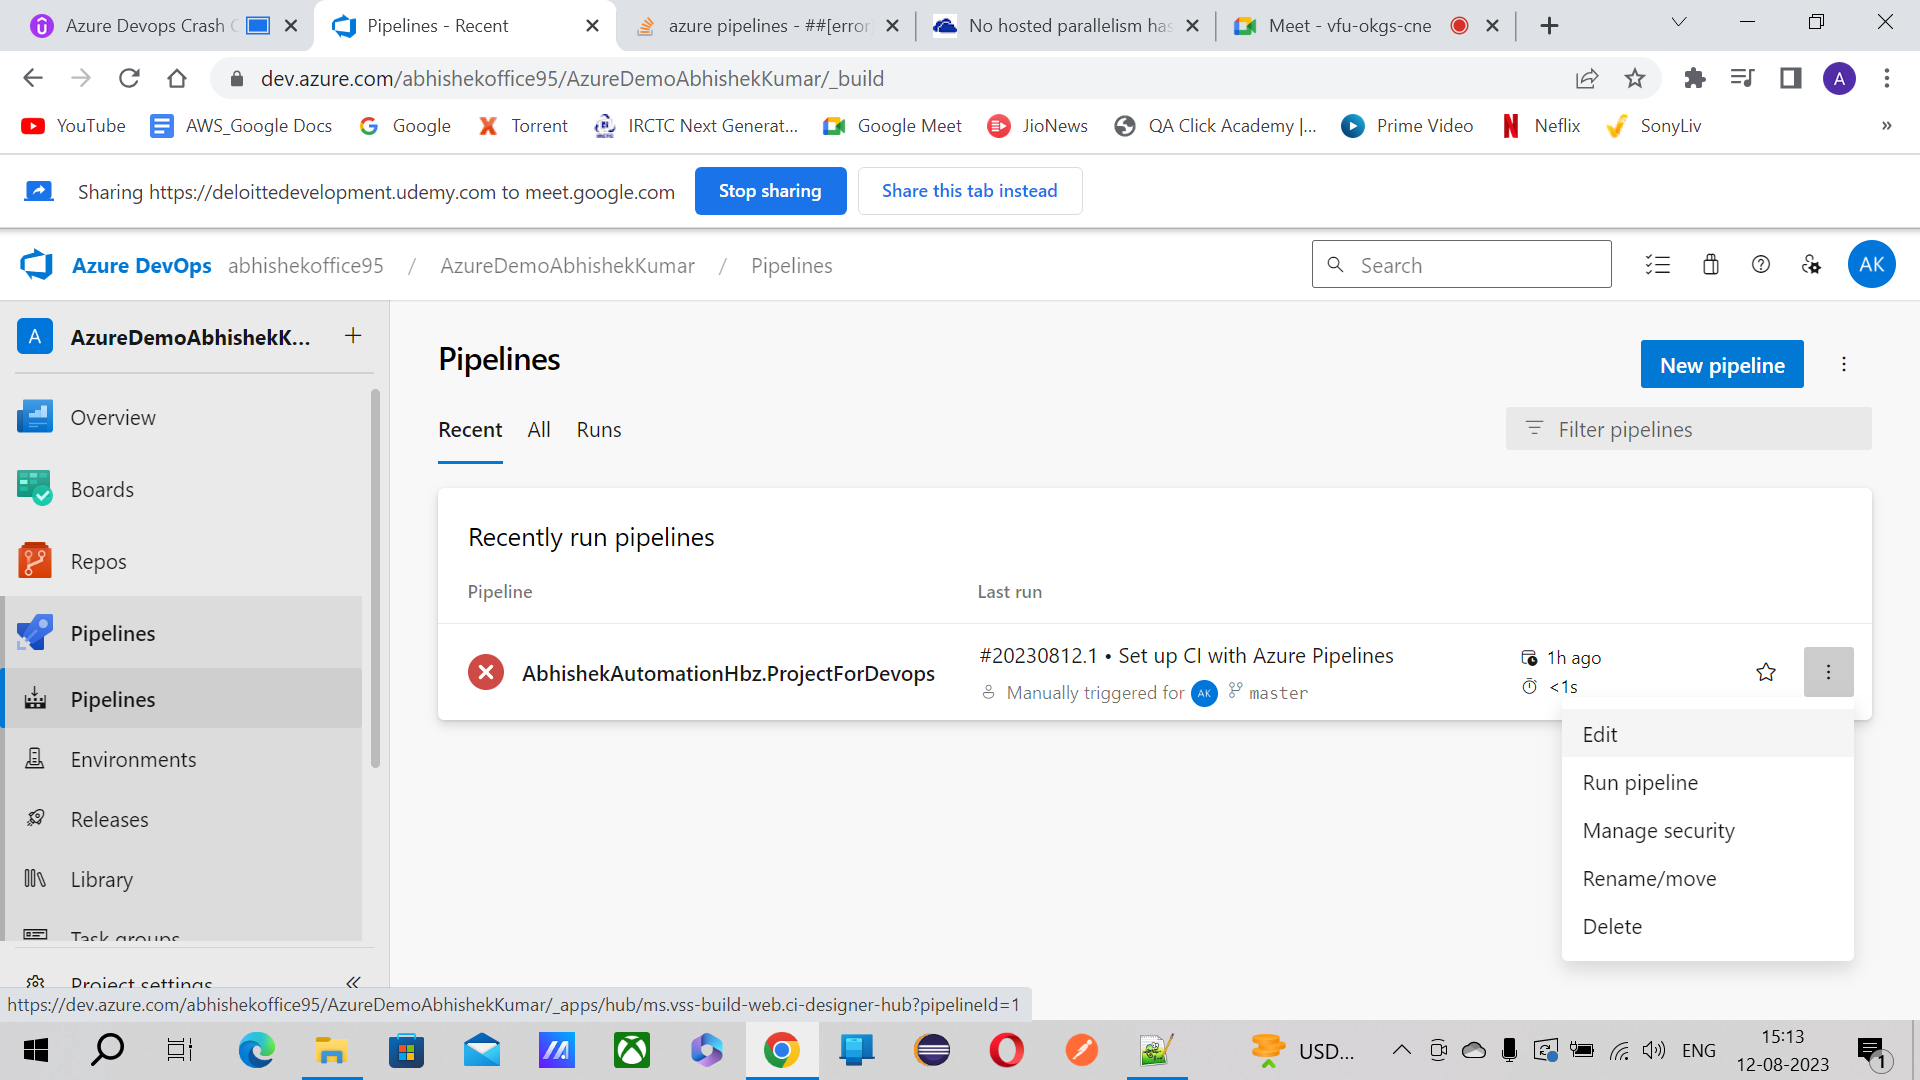 Azure Devops Crash C
Pipelines - Recent
azure pipelines - ##[error
No hosted parallelism has
Meet - vfu-okgs-cne
dev.azure.com/abhishekoffice95/AzureDemoAbhishekKumar/_build
A
YouTube
AWS_Google Docs
Google
Torrent
IRCTC Next Generat...
Google Meet
JioNews
QA Click Academy |...
Prime Video
Neflix
SonyLiv
»
Sharing https://deloittedevelopment.udemy.com to meet.google.com
Stop sharing
Share this tab instead
Azure DevOps abhishekoffice95 / AzureDemoAbhishekKumar / Pipelines
Search
AK
A AzureDemoAbhishekK... +
Overview
Boards
Repos
Pipelines
Pipelines
Environments
Releases
Library
Task groups
Project settings
Pipelines
New pipeline
Recent All Runs
Filter pipelines
Recently run pipelines
Pipeline Last run
AbhishekAutomationHbz.ProjectForDevops
#20230812.1 • Set up CI with Azure Pipelines
Manually triggered for AK master
1h ago
<1s
Edit
Run pipeline
Manage security
Rename/move
Delete
https://dev.azure.com/abhishekoffice95/AzureDemoAbhishekKumar/_apps/hub/ms.vss-build-web.ci-designer-hub?pipelineId=1
USD...
ENG
15:13
12-08-2023
1